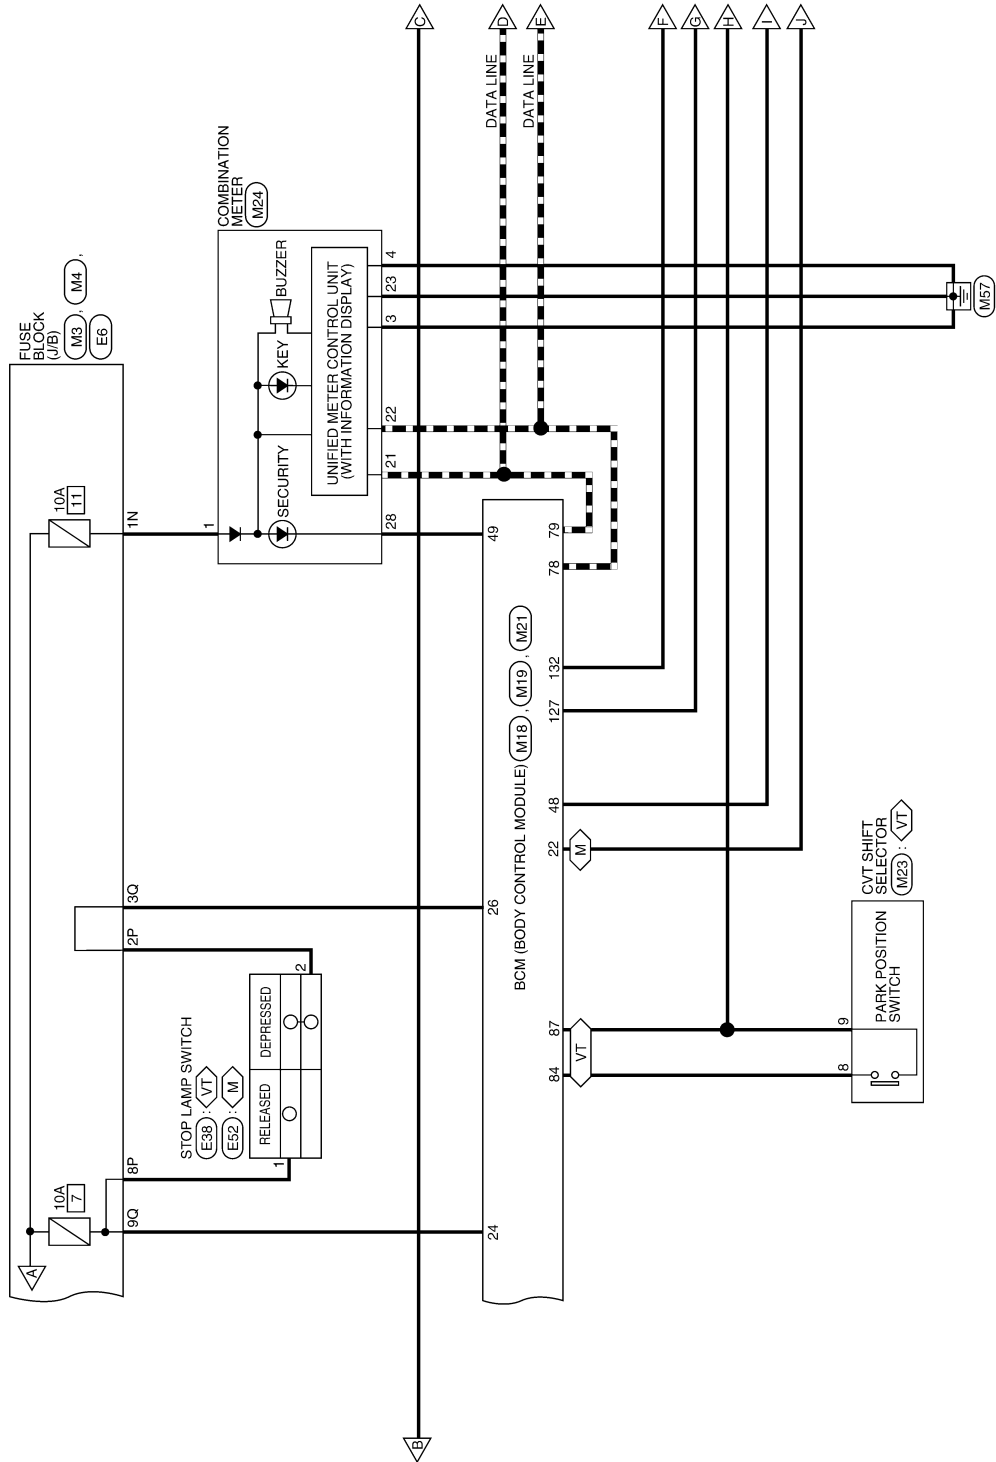 FUSE
BLOCK
(J/B)
M3 , M4 ,
E6
A
10A
7
10A
11
9Q
8P
2P
3Q
1N
STOP LAMP SWITCH
E38 : VT
E52 : M
RELEASED
DEPRESSED
1
2
COMBINATION
METER
M24
1
SECURITY
KEY
BUZZER
UNIFIED METER CONTROL UNIT
(WITH INFORMATION DISPLAY)
28
21
22
3
23
4
B
C
DATA LINE
D
DATA LINE
E
24
26
49
BCM (BODY CONTROL MODULE) M18 , M19 , M21
84
87
22
48
127
132
78
79
VT
M
F
G
H
I
J
8
9
PARK POSITION
SWITCH
CVT SHIFT
SELECTOR
M23 : VT
M57